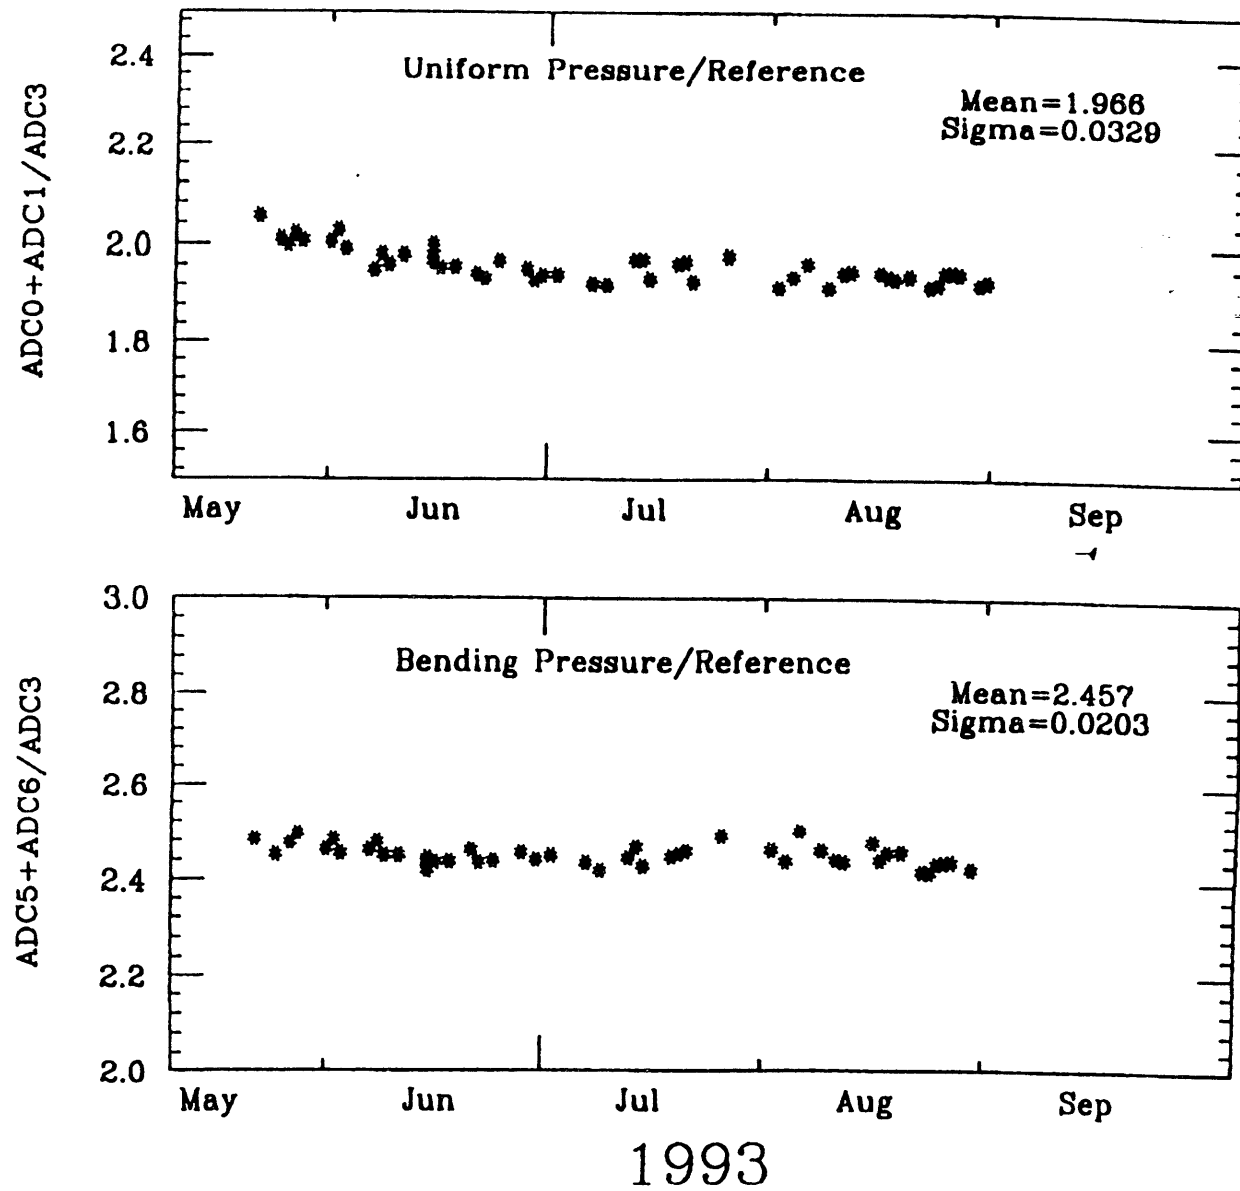 Uniform Pressure/Reference
Mean=1.966
Sigma=0.0329
ADC0+ADC1/ADC3
2.4
2.2
2.0
1.8
1.6
May Jun Jul Aug Sep
Bending Pressure/Reference
Mean=2.457
Sigma=0.0203
ADC5+ADC6/ADC3
3.0
2.8
2.6
2.4
2.2
2.0
May Jun Jul Aug Sep
1993